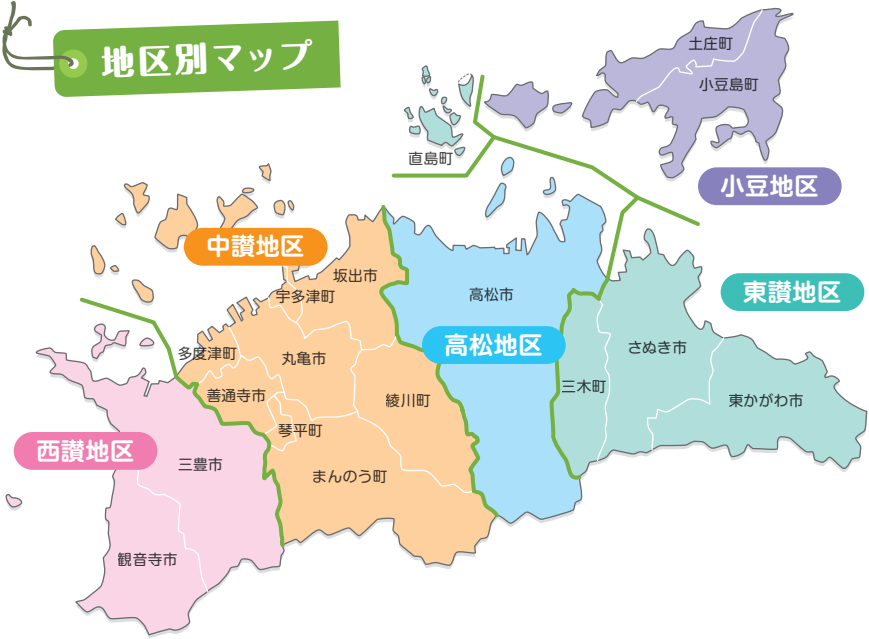 地区別マップ
土庄町
小豆島町
直島町
小豆地区
中讃地区
坂出市
宇多津町
高松市
東讃地区
多度津町
丸亀市
高松地区
さぬき市
善通寺市
綾川町
三木町
東かがわ市
琴平町
西讃地区
三豊市
まんのう町
観音寺市